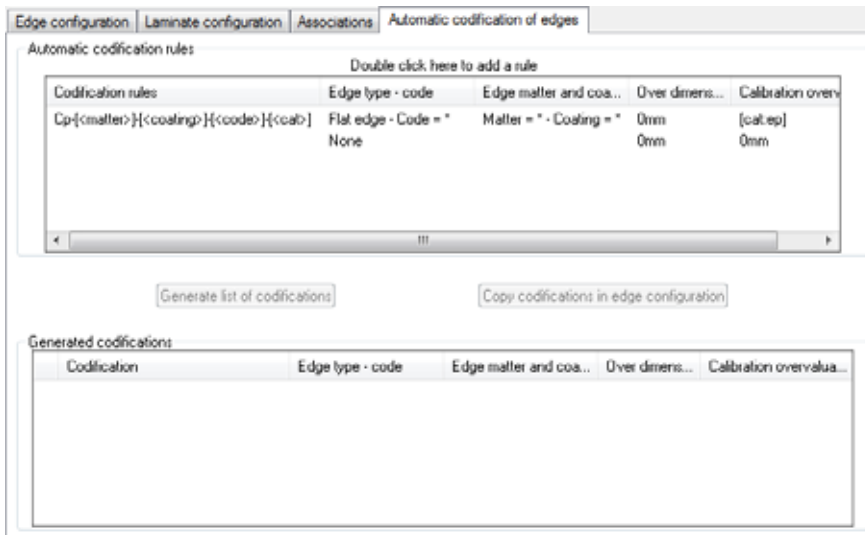 Edge configuration Laminate configuration Associations Automatic codification of edges
Automatic codification rules
Double click here to add a rule
Codification rules Edge type - code Edge matter and coa... Over dimens... Calibration overv
Cp-[<matter>]-[<coating>]-[<code>]-[<cat>] Flat edge - Code = * Matter = * - Coating = * 0mm [cat:ep]
None 0mm 0mm
Generate list of codifications Copy codifications in edge configuration
Generated codifications
Codification Edge type - code Edge matter and coa... Over dimens... Calibration overvalua...